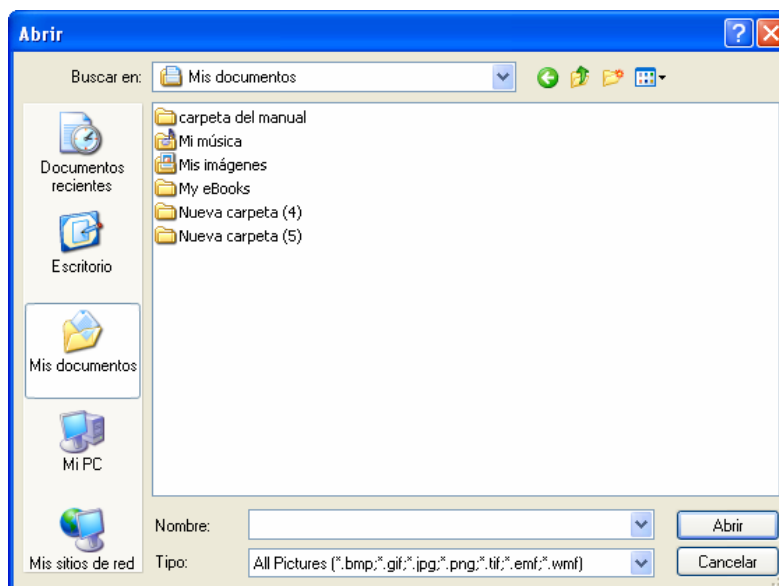 Abrir
Buscar en:
Mis documentos
Documentos
recientes
Escritorio
Mis documentos
Mi PC
Mis sitios de red
carpeta del manual
Mi música
Mis imágenes
My eBooks
Nueva carpeta (4)
Nueva carpeta (5)
Nombre:
Abrir
Tipo:
All Pictures (*.bmp;*.gif;*.jpg;*.png;*.tif;*.emf;*.wmf)
Cancelar